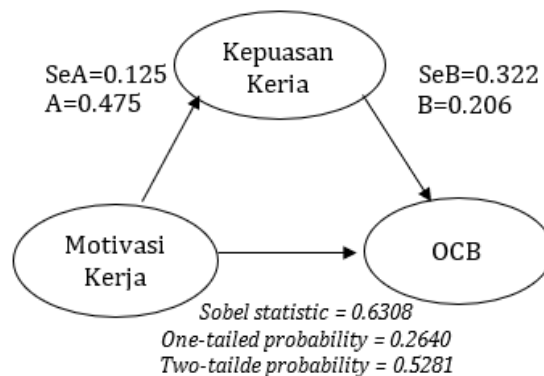 Kepuasan
Keria
SeA=0.125
A=0.475
SeB=0.322
B=0.206
Motivasi
Kerja
OCB
Sobel statistic = 0.6308
One-tailed probability = 0.2640
Two-tailde probability = 0.5281